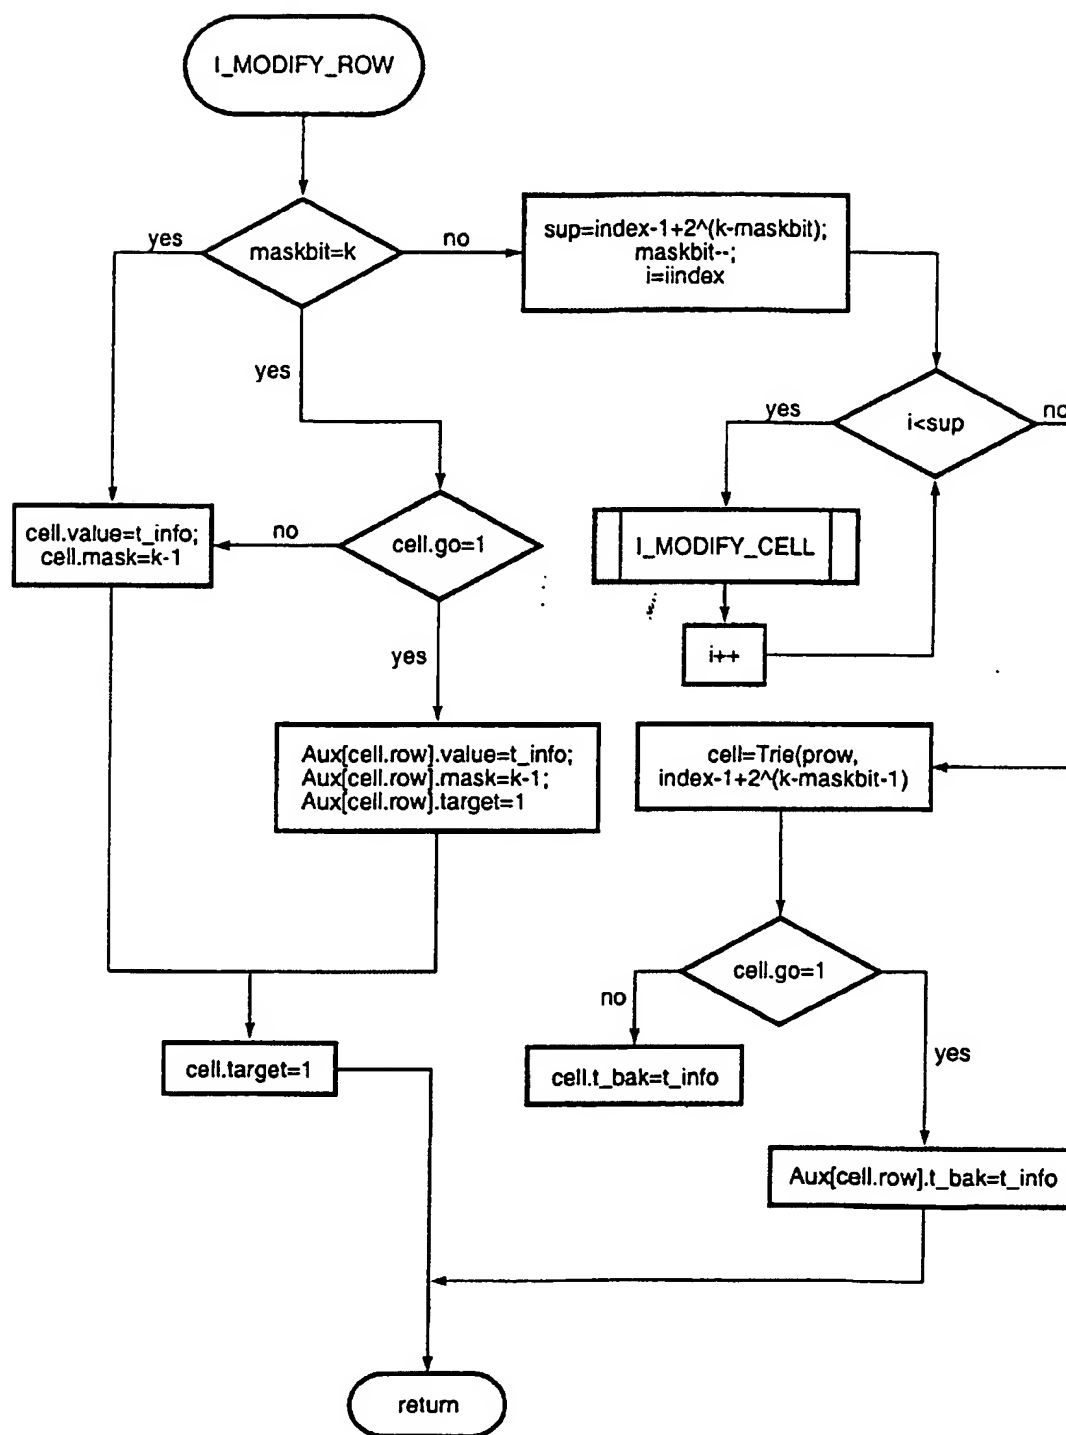 I_MODIFY_ROW
maskbit=k
yes
no
sup=index-1+2^(k-maskbit);
maskbit--;
i=iindex
yes
i<sup
yes
no
cell.value=t_info;
cell.mask=k-1
no
cell.go=1
I_MODIFY_CELL
i++
yes
Aux[cell.row].value=t_info;
Aux[cell.row].mask=k-1;
Aux[cell.row].target=1
cell=Trie(prow,
index-1+2^(k-maskbit-1)
cell.go=1
no
yes
cell.target=1
cell.t_bak=t_info
Aux[cell.row].t_bak=t_info
return